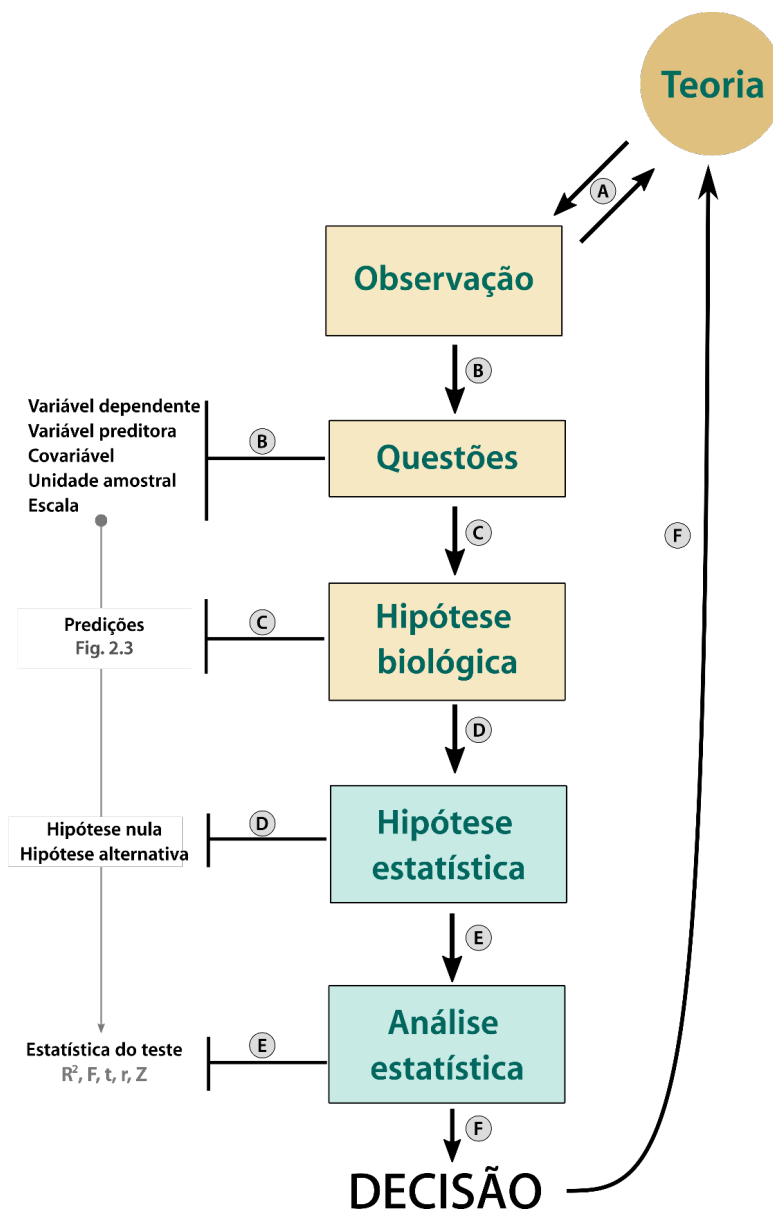 Teoria
A
Observação
B
Variável dependente
Variável preditora
Covariável
Unidade amostral
Escala
B
Questões
C
F
Predições
Fig. 2.3
C
Hipótese
biológica
D
Hipótese nula
Hipótese alternativa
D
Hipótese
estatística
E
Estatística do teste
R², F, t, r, Z
E
Análise
estatística
F
DECISÃO